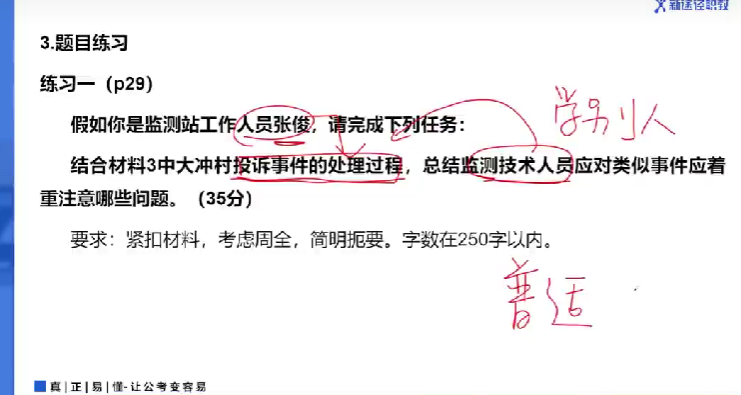 新途径职教
3.题目练习
练习一（p29）
假如你是监测站工作人员张俊，请完成下列任务：
学别人
结合材料3中大冲村投诉事件的处理过程，总结监测技术人员应对类似事件应着
重注意哪些问题。（35分）
要求：紧扣材料，考虑周全，简明扼要。字数在250字以内。
普适
真|正|易|懂-让公考变容易